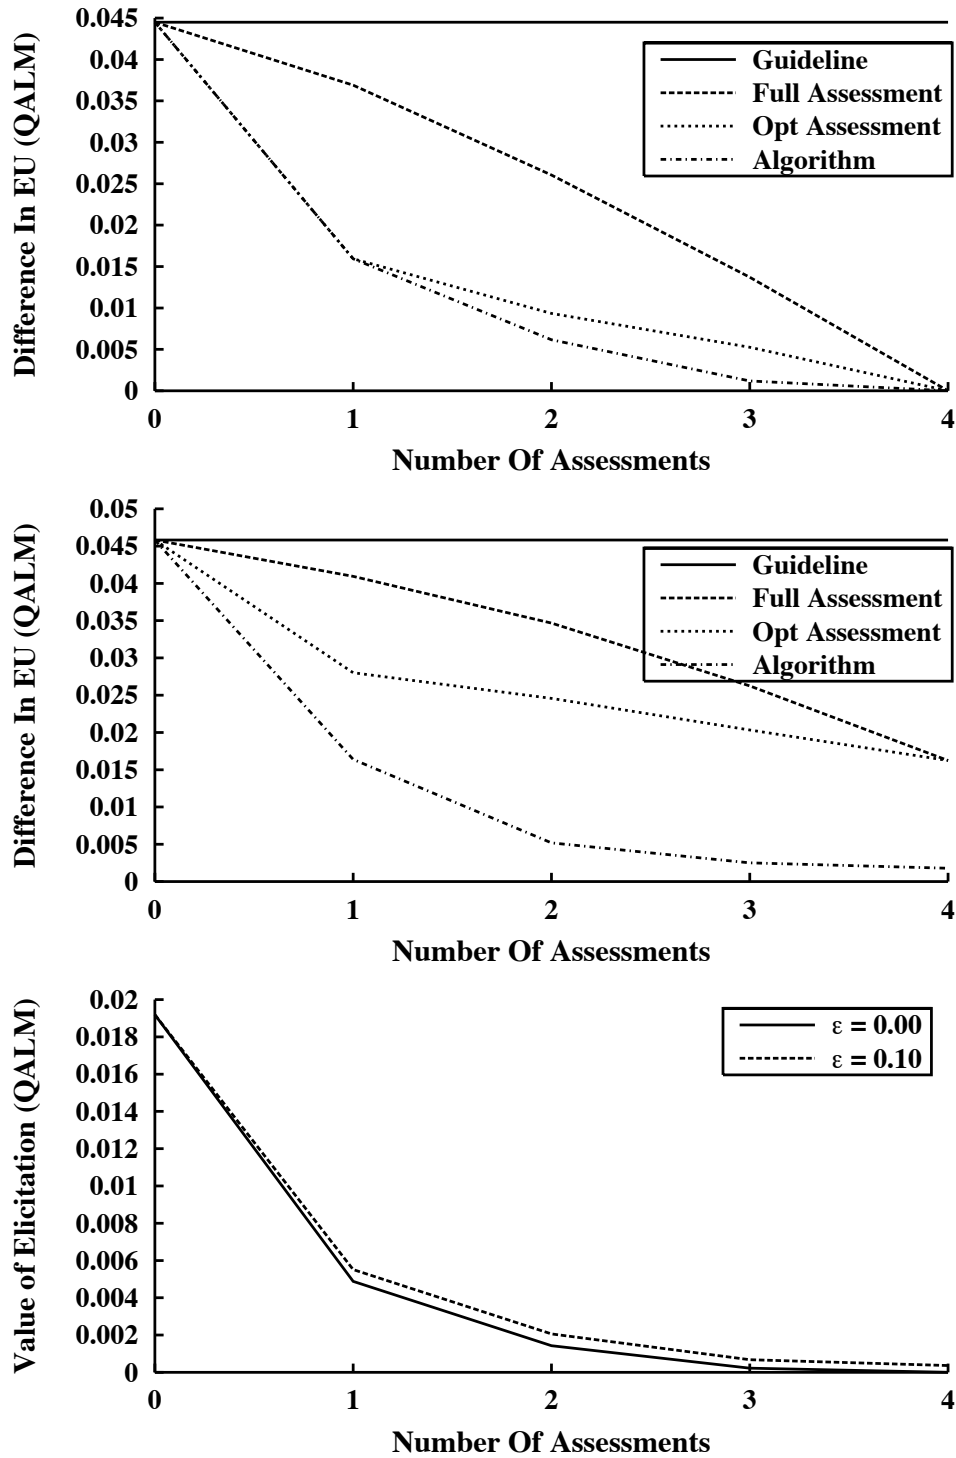 Difference In EU (QALM)
0.045
0.04
0.035
0.03
0.025
0.02
0.015
0.01
0.005
0
Guideline
Full Assessment
Opt Assessment
Algorithm
0 1 2 3 4
Number Of Assessments
Difference In EU (QALM)
0.05
0.045
0.04
0.035
0.03
0.025
0.02
0.015
0.01
0.005
0
Guideline
Full Assessment
Opt Assessment
Algorithm
0 1 2 3 4
Number Of Assessments
Value of Elicitation (QALM)
0.02
0.018
0.016
0.014
0.012
0.01
0.008
0.006
0.004
0.002
0
ε = 0.00
ε = 0.10
0 1 2 3 4
Number Of Assessments